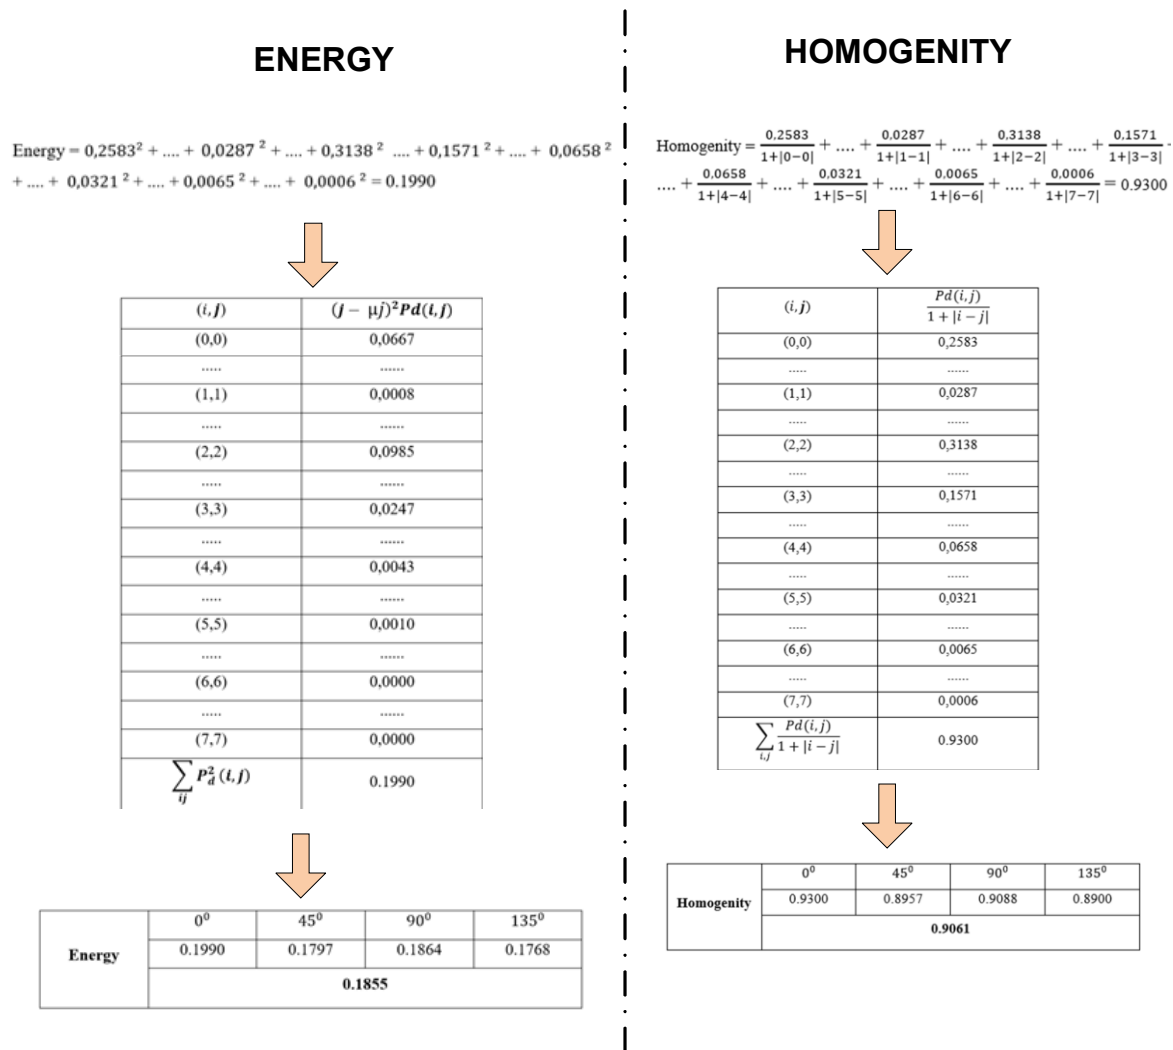 ENERGY
Energy = 0,2583² + .... + 0,0287 ² + .... + 0,3138 ² .... + 0,1571 ² + .... + 0,0658 ²
+ .... + 0,0321 ² + .... + 0,0065 ² + .... + 0,0006 ² = 0.1990
(i,j) (j − μj)²Pd(i,j)
(0,0) 0,0667
..... ......
(1,1) 0,0008
..... ......
(2,2) 0,0985
..... ......
(3,3) 0,0247
..... ......
(4,4) 0,0043
..... ......
(5,5) 0,0010
..... ......
(6,6) 0,0000
..... ......
(7,7) 0,0000
∑ij P²d (i,j) 0.1990
Energy 0⁰ 45⁰ 90⁰ 135⁰
0.1990 0.1797 0.1864 0.1768
0.1855
HOMOGENITY
Homogenity = 0,2583/1+|0−0| + .... + 0,0287/1+|1−1| + .... + 0,3138/1+|2−2| + .... + 0,1571/1+|3−3| +
.... + 0,0658/1+|4−4| + .... + 0,0321/1+|5−5| + .... + 0,0065/1+|6−6| + .... + 0,0006/1+|7−7| = 0.9300
(i,j) Pd(i,j)/1 + |i − j|
(0,0) 0,2583
..... ......
(1,1) 0,0287
..... ......
(2,2) 0,3138
..... ......
(3,3) 0,1571
..... ......
(4,4) 0,0658
..... ......
(5,5) 0,0321
..... ......
(6,6) 0,0065
..... ......
(7,7) 0,0006
∑i,j Pd(i,j)/1 + |i − j| 0.9300
Homogenity 0⁰ 45⁰ 90⁰ 135⁰
0.9300 0.8957 0.9088 0.8900
0.9061